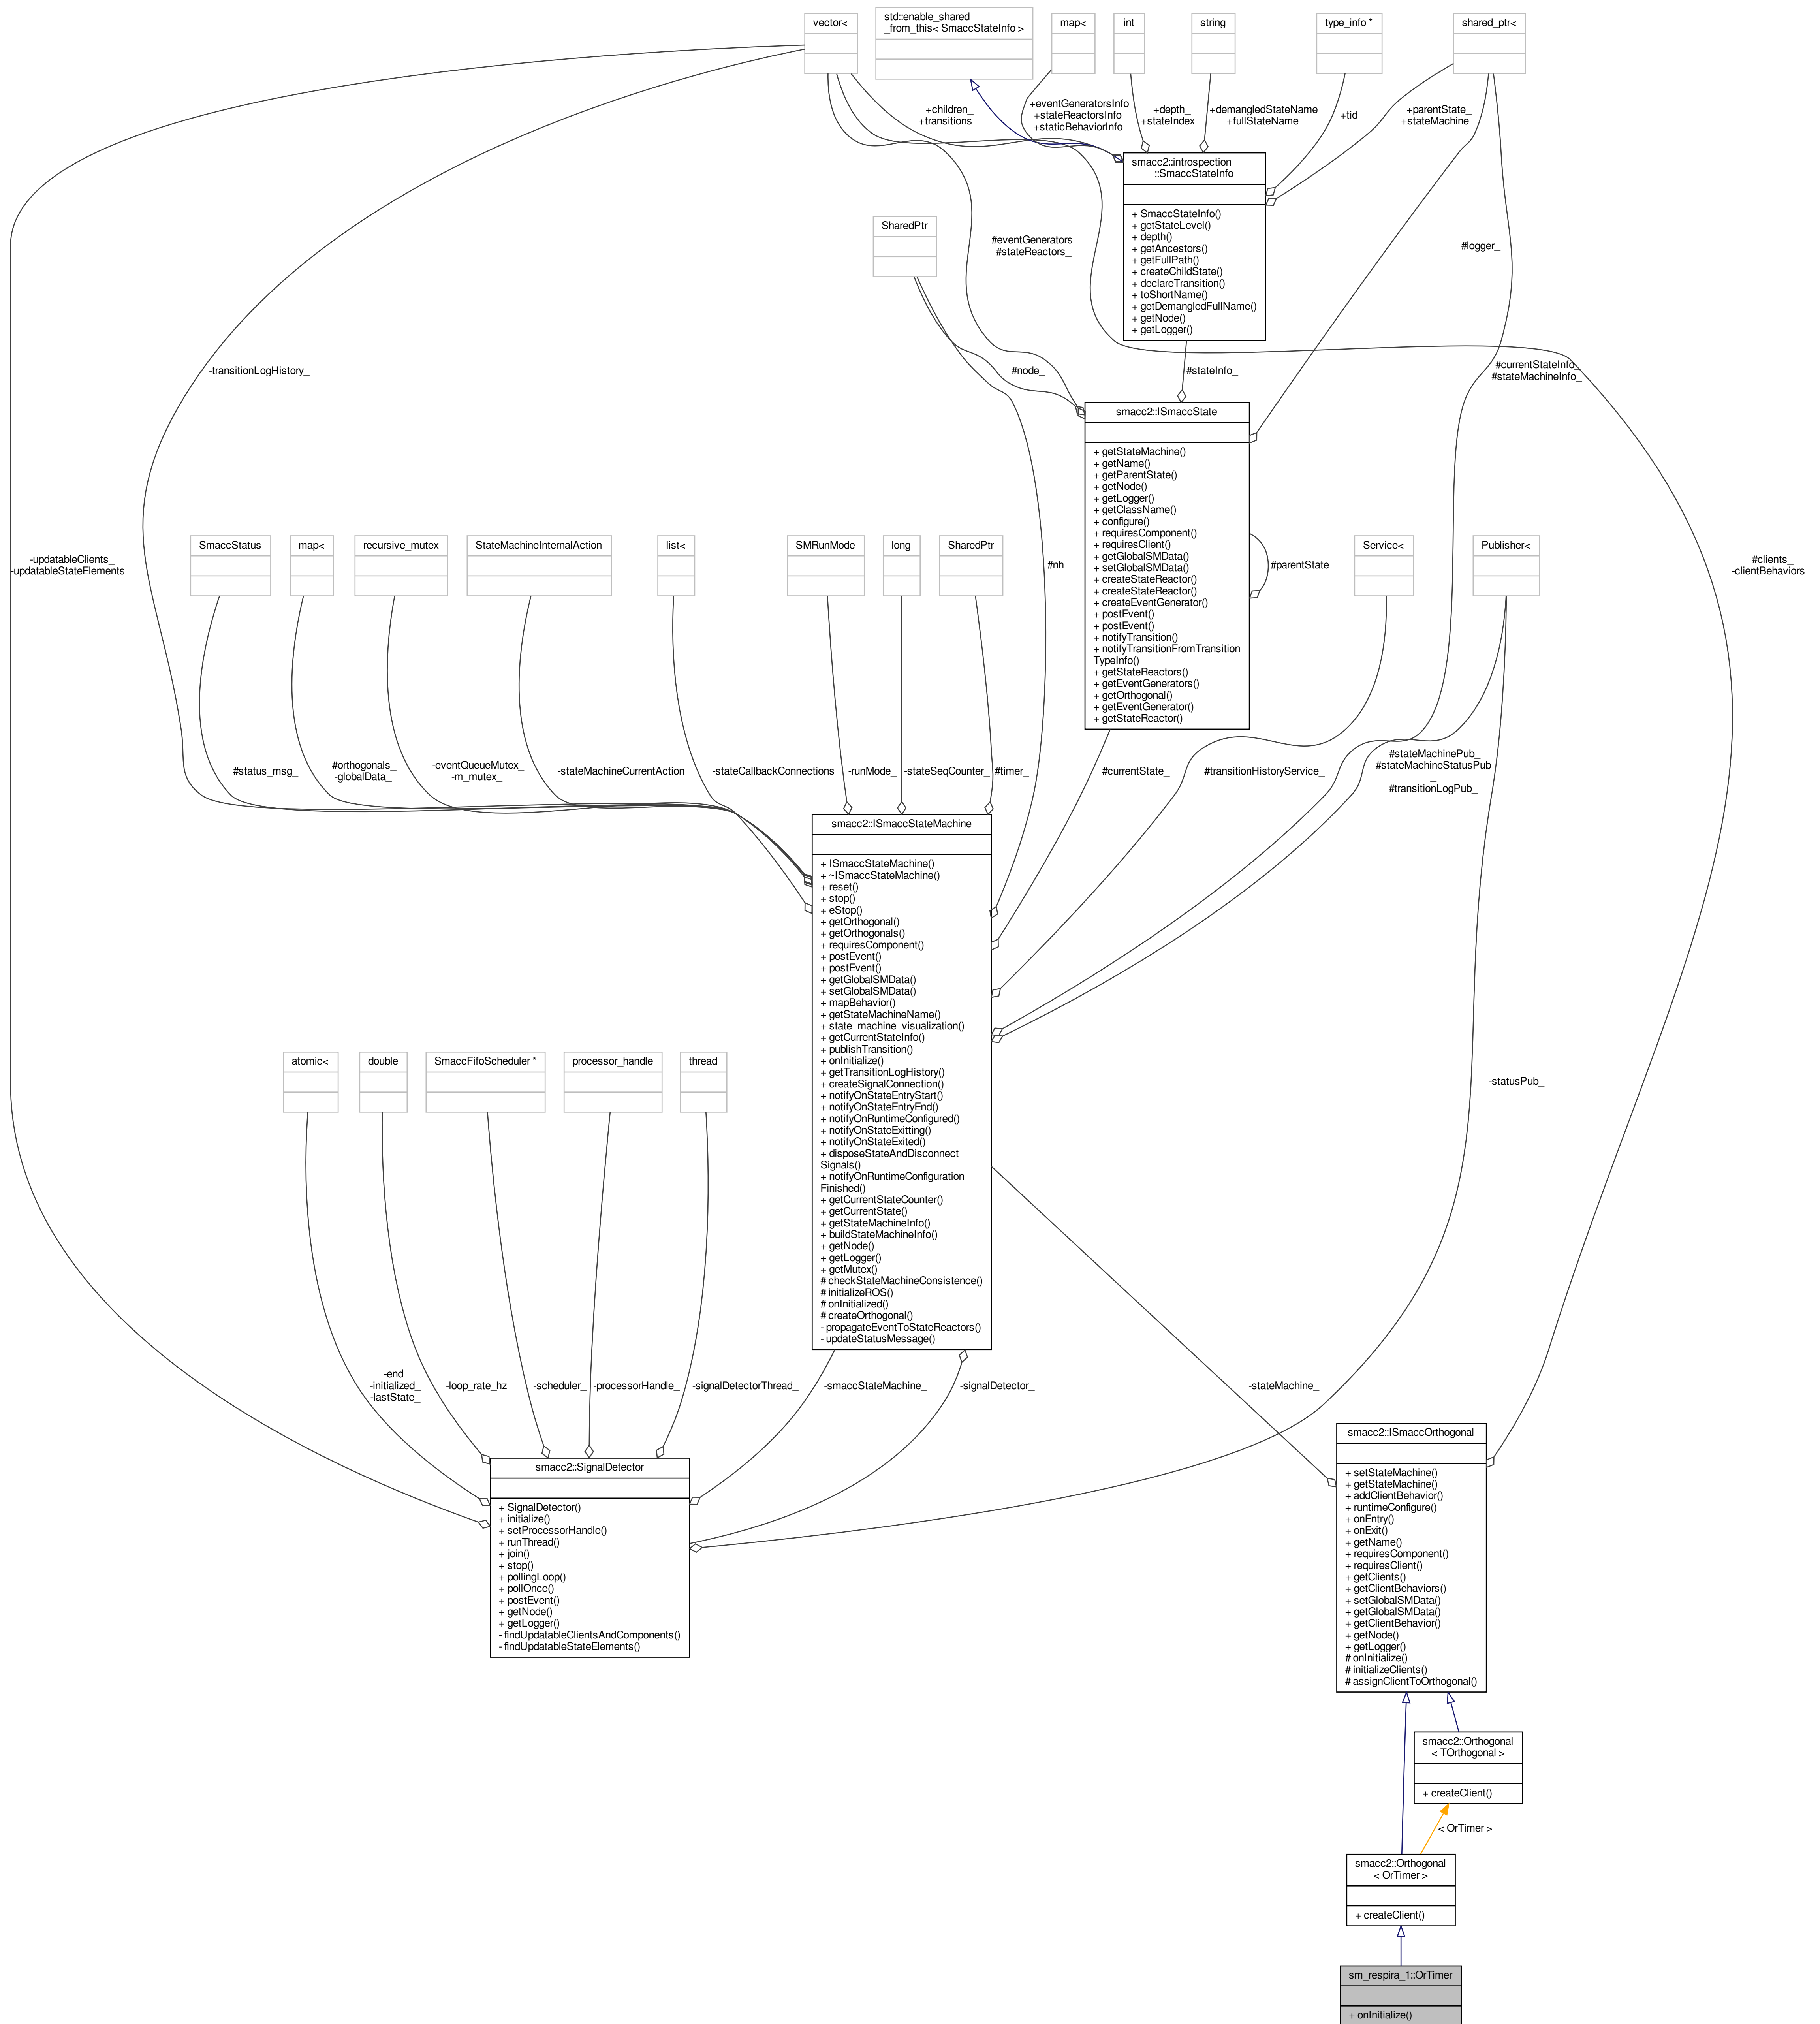 vector<
std::enable_shared
_from_this< SmaccStateInfo >
map<
int
string
type_info *
shared_ptr<
+children_
+transitions_
+eventGeneratorsInfo
+stateReactorsInfo
+staticBehaviorInfo
+depth_
+stateIndex_
+demangledStateName
+fullStateName
+tid_
+parentState_
+stateMachine_
smacc2::introspection
::SmaccStateInfo
+ SmaccStateInfo()
+ getStateLevel()
+ depth()
+ getAncestors()
+ getFullPath()
+ createChildState()
+ declareTransition()
+ toShortName()
+ getDemangledFullName()
+ getNode()
+ getLogger()
SharedPtr
#eventGenerators_
#stateReactors_
#logger_
-transitionLogHistory_
#node_
#stateInfo_
#currentStateInfo_
#stateMachineInfo_
smacc2::ISmaccState
+ getStateMachine()
+ getName()
+ getParentState()
+ getNode()
+ getLogger()
+ getClassName()
+ configure()
+ requiresComponent()
+ requiresClient()
+ getGlobalSMData()
+ setGlobalSMData()
+ createStateReactor()
+ createStateReactor()
+ createEventGenerator()
+ postEvent()
+ postEvent()
+ notifyTransition()
+ notifyTransitionFromTransition
TypeInfo()
+ getStateReactors()
+ getEventGenerators()
+ getOrthogonal()
+ getEventGenerator()
+ getStateReactor()
#parentState_
-updatableClients_
-updatableStateElements_
SmaccStatus
map<
recursive_mutex
StateMachineInternalAction
list<
SMRunMode
long
SharedPtr
#nh_
Service<
Publisher<
#clients_
-clientBehaviors_
#status_msg_
#orthogonals_
-globalData_
-eventQueueMutex_
-m_mutex_
-stateMachineCurrentAction
-stateCallbackConnections
-runMode_
-stateSeqCounter_
#timer_
#currentState_
#transitionHistoryService_
#stateMachinePub_
#stateMachineStatusPub
_
#transitionLogPub_
smacc2::ISmaccStateMachine
+ ISmaccStateMachine()
+ ~ISmaccStateMachine()
+ reset()
+ stop()
+ eStop()
+ getOrthogonal()
+ getOrthogonals()
+ requiresComponent()
+ postEvent()
+ postEvent()
+ getGlobalSMData()
+ setGlobalSMData()
+ mapBehavior()
+ getStateMachineName()
+ state_machine_visualization()
+ getCurrentStateInfo()
+ publishTransition()
+ onInitialize()
+ getTransitionLogHistory()
+ createSignalConnection()
+ notifyOnStateEntryStart()
+ notifyOnStateEntryEnd()
+ notifyOnRuntimeConfigured()
+ notifyOnStateExitting()
+ notifyOnStateExited()
+ disposeStateAndDisconnect
Signals()
+ notifyOnRuntimeConfiguration
Finished()
+ getCurrentStateCounter()
+ getCurrentState()
+ getStateMachineInfo()
+ buildStateMachineInfo()
+ getNode()
+ getLogger()
+ getMutex()
# checkStateMachineConsistence()
# initializeROS()
# onInitialized()
# createOrthogonal()
- propagateEventToStateReactors()
- updateStatusMessage()
atomic<
double
SmaccFifoScheduler *
processor_handle
thread
-statusPub_
-end_
-initialized_
-lastState_
-loop_rate_hz
-scheduler_
-processorHandle_
-signalDetectorThread_
-smaccStateMachine_
-signalDetector_
-stateMachine_
smacc2::SignalDetector
+ SignalDetector()
+ initialize()
+ setProcessorHandle()
+ runThread()
+ join()
+ stop()
+ pollingLoop()
+ pollOnce()
+ postEvent()
+ getNode()
+ getLogger()
- findUpdatableClientsAndComponents()
- findUpdatableStateElements()
smacc2::ISmaccOrthogonal
+ setStateMachine()
+ getStateMachine()
+ addClientBehavior()
+ runtimeConfigure()
+ onEntry()
+ onExit()
+ getName()
+ requiresComponent()
+ requiresClient()
+ getClients()
+ getClientBehaviors()
+ setGlobalSMData()
+ getGlobalSMData()
+ getClientBehavior()
+ getNode()
+ getLogger()
# onInitialize()
# initializeClients()
# assignClientToOrthogonal()
smacc2::Orthogonal
< TOrthogonal >
+ createClient()
< OrTimer >
smacc2::Orthogonal
< OrTimer >
+ createClient()
sm_respira_1::OrTimer
+ onInitialize()